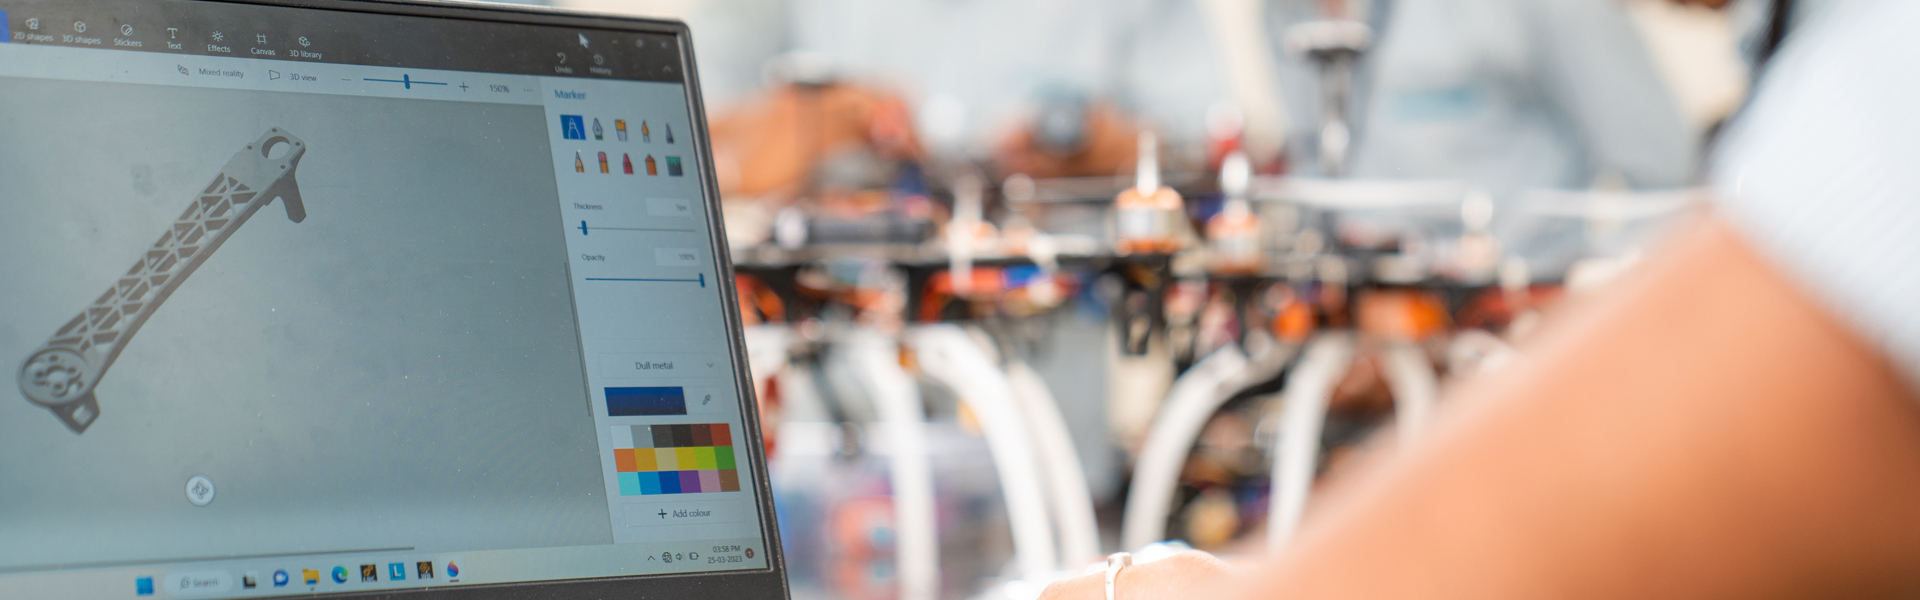 2D shapes 3D shapes Stickers Text Effects Canvas 3D library
Undo History
Mixed reality 3D view 150%
Marker
Thickness
Opacity 100%
Dull metal
Add colour
Search
03:58 PM
25-03-2023